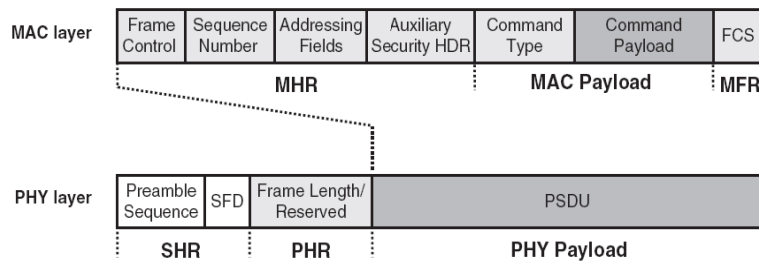 MAC layer
Frame Control
Sequence Number
Addressing Fields
Auxiliary Security HDR
Command Type
Command Payload
FCS
MHR
MAC Payload
MFR
PHY layer
Preamble Sequence
SFD
Frame Length/ Reserved
PSDU
SHR
PHR
PHY Payload